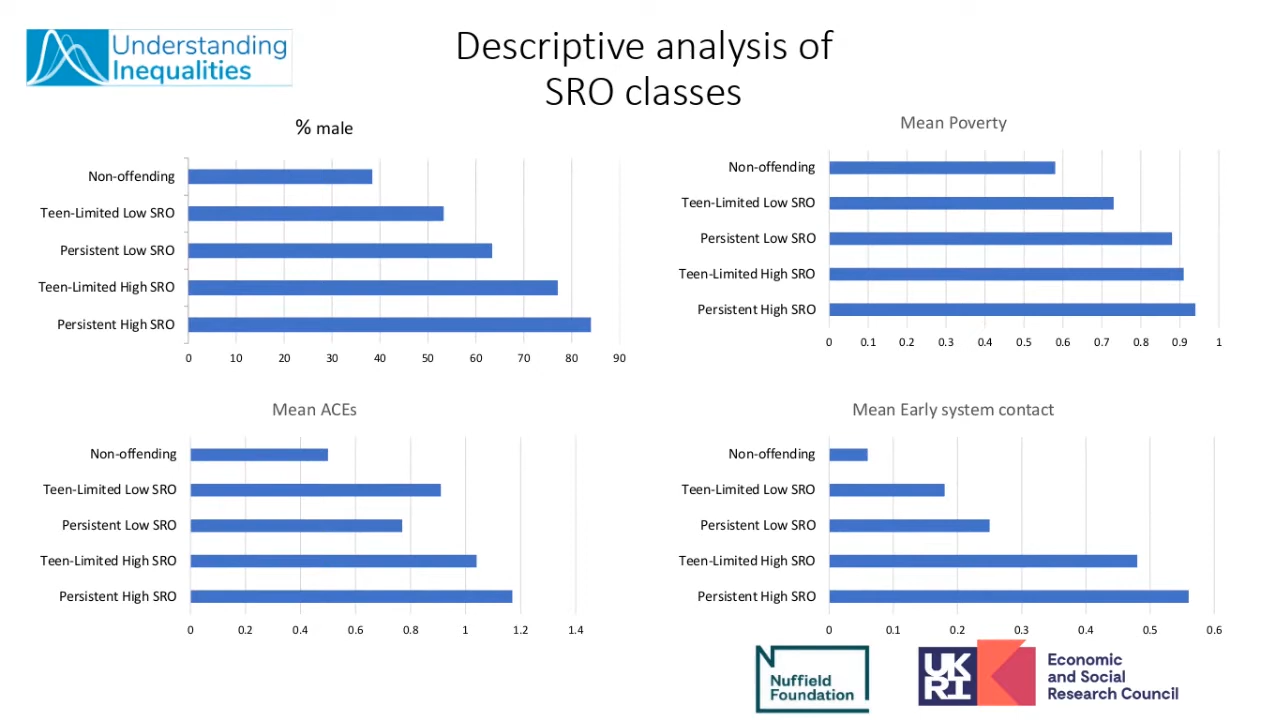 Understanding
Inequalities
Descriptive analysis of
SRO classes
% male
Non-offending
Teen-Limited Low SRO
Persistent Low SRO
Teen-Limited High SRO
Persistent High SRO
0 10 20 30 40 50 60 70 80 90
Mean Poverty
Non-offending
Teen-Limited Low SRO
Persistent Low SRO
Teen-Limited High SRO
Persistent High SRO
0 0.1 0.2 0.3 0.4 0.5 0.6 0.7 0.8 0.9 1
Mean ACEs
Non-offending
Teen-Limited Low SRO
Persistent Low SRO
Teen-Limited High SRO
Persistent High SRO
0 0.2 0.4 0.6 0.8 1 1.2 1.4
Mean Early system contact
Non-offending
Teen-Limited Low SRO
Persistent Low SRO
Teen-Limited High SRO
Persistent High SRO
0 0.1 0.2 0.3 0.4 0.5 0.6
Nuffield
Foundation
UK
RI
Economic
and Social
Research Council